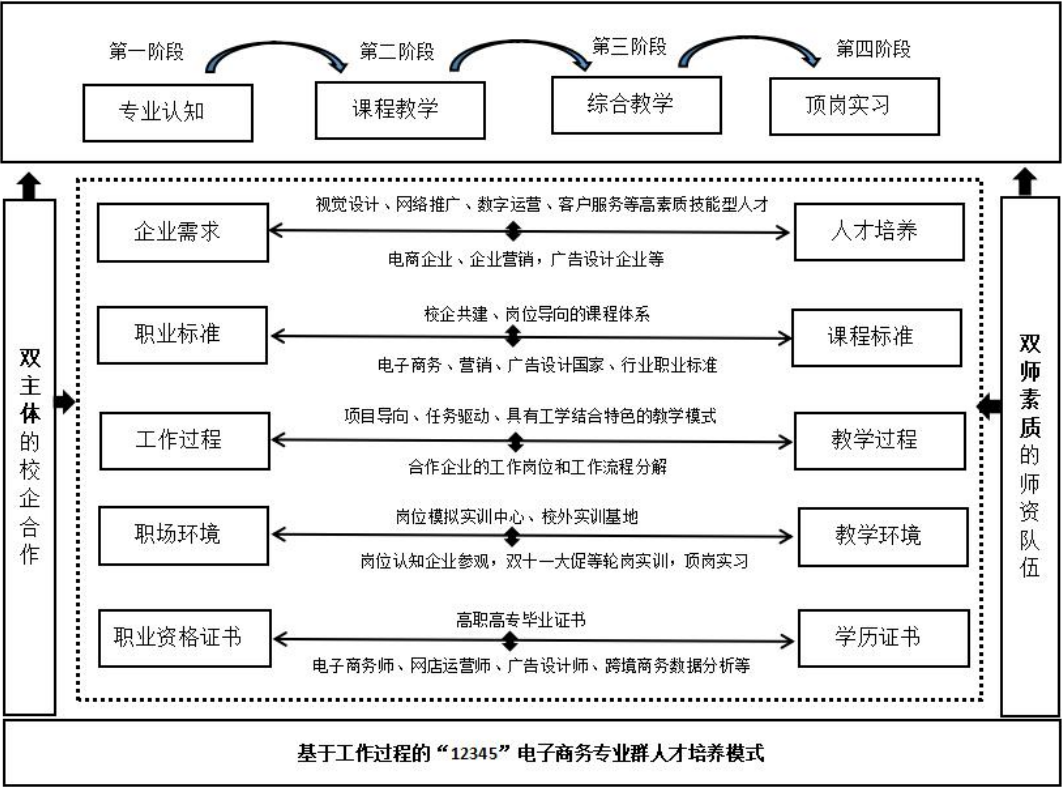 第一阶段
第二阶段
第三阶段
第四阶段
专业认知
课程教学
综合教学
顶岗实习
双主体的校企合作
企业需求
视觉设计、网络推广、数字运营、客户服务等高素质技能型人才
电商企业、企业营销，广告设计企业等
人才培养
职业标准
校企共建、岗位导向的课程体系
电子商务、营销、广告设计国家、行业职业标准
课程标准
工作过程
项目导向、任务驱动、具有工学结合特色的教学模式
合作企业的工作岗位和工作流程分解
教学过程
职场环境
岗位模拟实训中心、校外实训基地
岗位认知企业参观，双十一大促等轮岗实训，顶岗实习
教学环境
职业资格证书
高职高专毕业证书
电子商务师、网店运营师、广告设计师、跨境商务数据分析等
学历证书
双师素质的师资队伍
基于工作过程的“12345”电子商务专业群人才培养模式